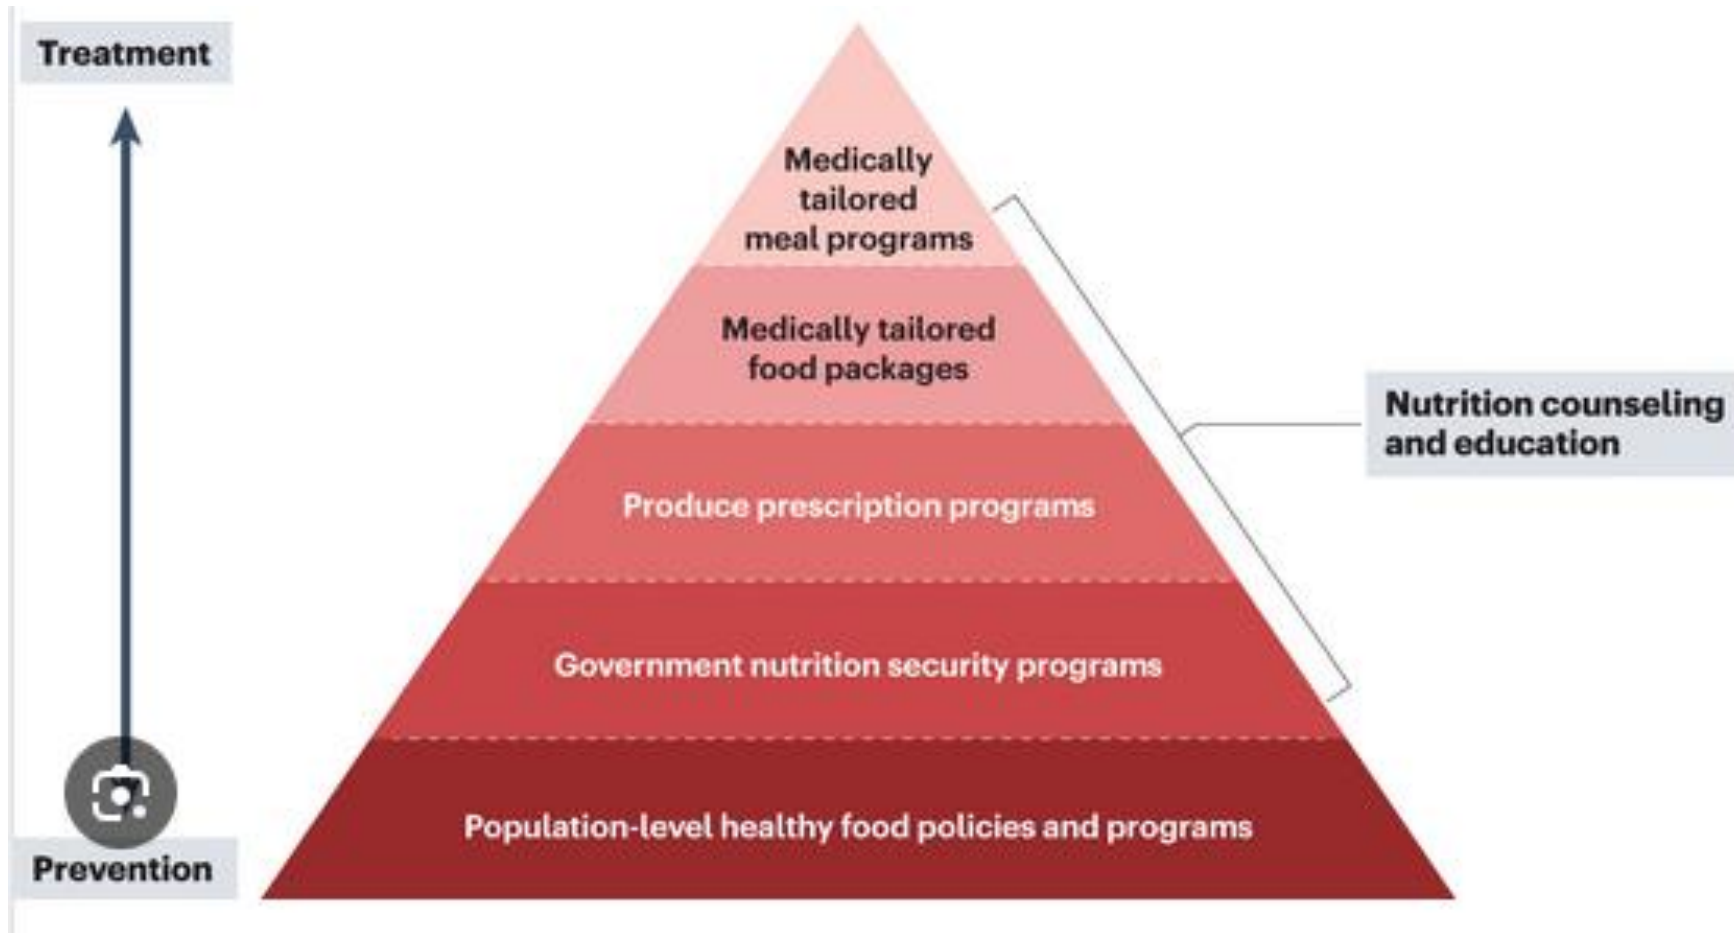 Treatment
Medically
tailored
meal programs
Medically tailored
food packages
Nutrition counseling
and education
Produce prescription programs
Government nutrition security programs
Population-level healthy food policies and programs
Prevention